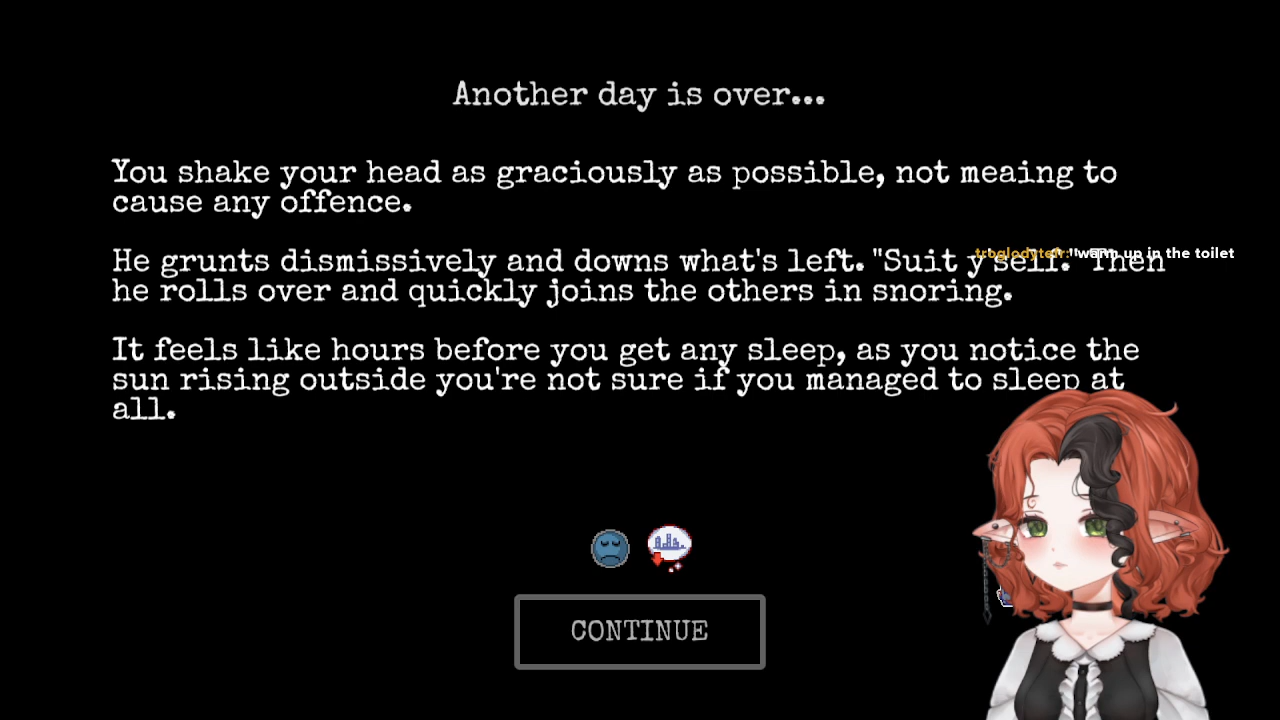 Another day is over...
You shake your head as graciously as possible, not meaing to
cause any offence.
He grunts dismissively and downs what's left. "Suit y'self." Then
troglodytefr: "warm up in the toilet
he rolls over and quickly joins the others in snoring.
It feels like hours before you get any sleep, as you notice the
sun rising outside you're not sure if you managed to sleep at
all.
CONTINUE